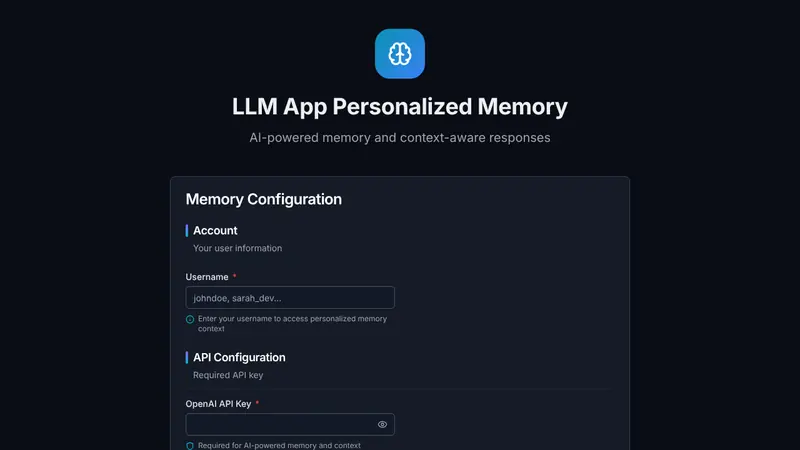 LLM App Personalized Memory
AI-powered memory and context-aware responses
Memory Configuration
Account
Your user information
Username *
johndoe, sarah_dev...
Enter your username to access personalized memory
context
API Configuration
Required API key
OpenAI API Key *
Required for AI-powered memory and context